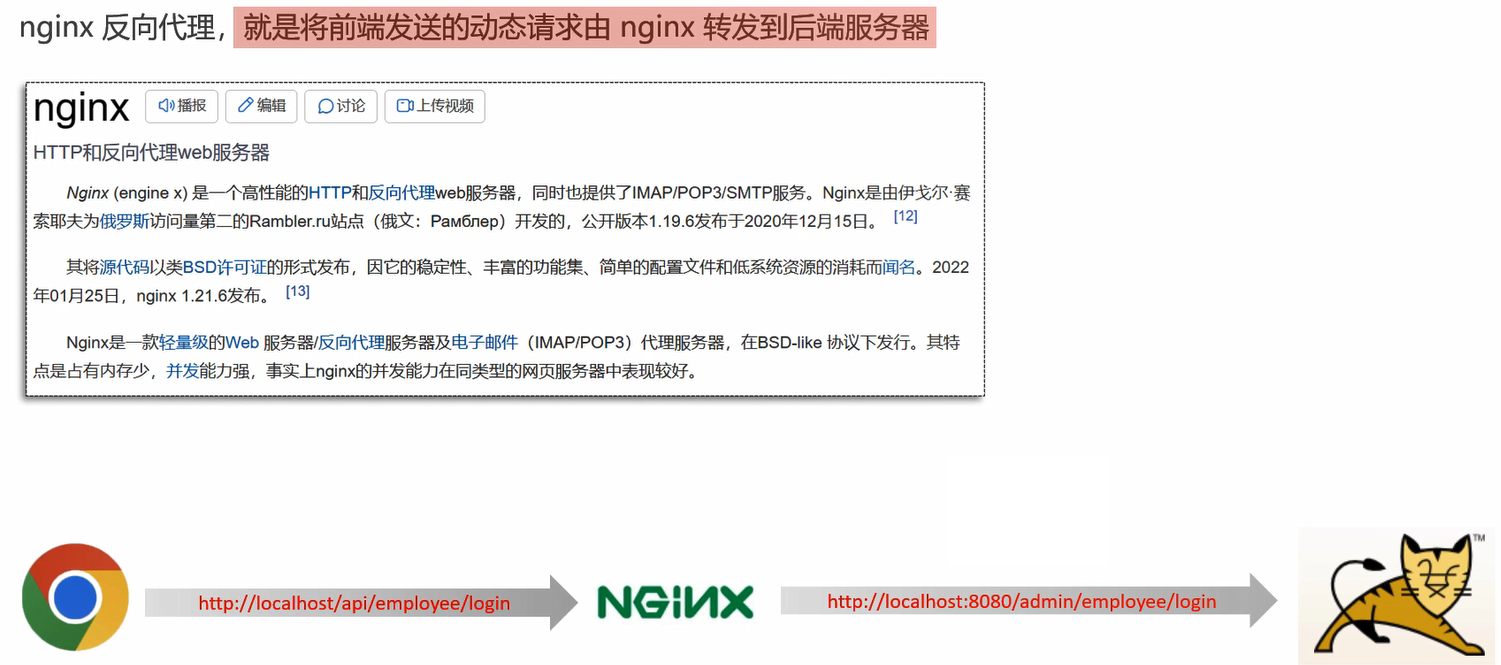 nginx 反向代理，就是将前端发送的动态请求由 nginx 转发到后端服务器
nginx 播报 编辑 讨论 上传视频
HTTP和反向代理web服务器
Nginx (engine x) 是一个高性能的HTTP和反向代理web服务器，同时也提供了IMAP/POP3/SMTP服务。Nginx是由伊戈尔·赛
索耶夫为俄罗斯访问量第二的Rambler.ru站点（俄文：Рамблер）开发的，公开版本1.19.6发布于2020年12月15日。 [12]
其将源代码以类BSD许可证的形式发布，因它的稳定性、丰富的功能集、简单的配置文件和低系统资源的消耗而闻名。2022
年01月25日，nginx 1.21.6发布。 [13]
Nginx是一款轻量级的Web 服务器/反向代理服务器及电子邮件（IMAP/POP3）代理服务器，在BSD-like 协议下发行。其特
点是占有内存少，并发能力强，事实上nginx的并发能力在同类型的网页服务器中表现较好。
http://localhost/api/employee/login NGINX http://localhost:8080/admin/employee/login TM